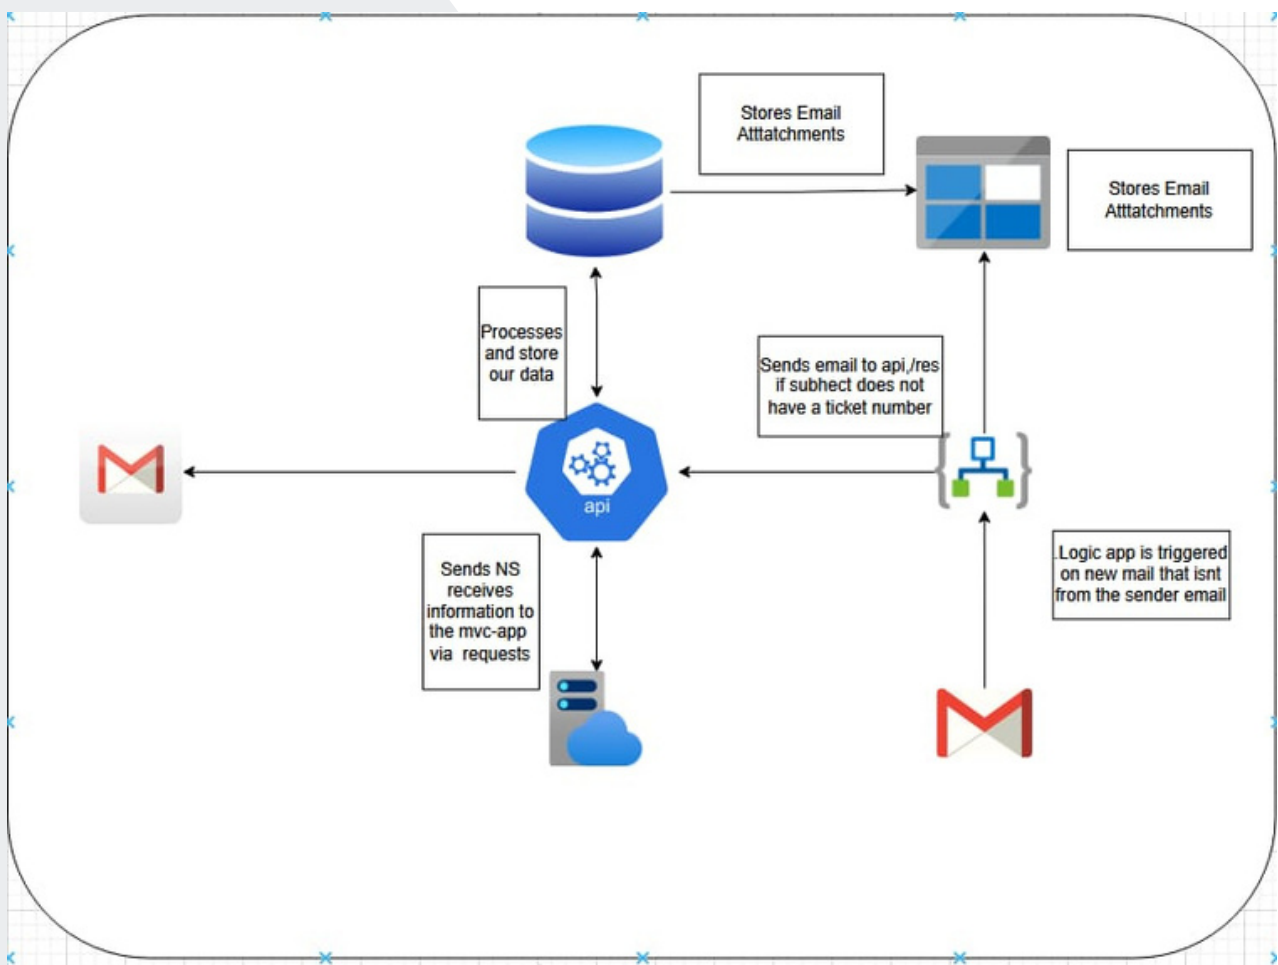 Stores Email
Atttatchments
Stores Email
Atttatchments
Processes
and store
our data
Sends email to api,/res
if subhect does not
have a ticket number
api
Sends NS
receives
information to
the mvc-app
via requests
.Logic app is triggered
on new mail that isnt
from the sender email